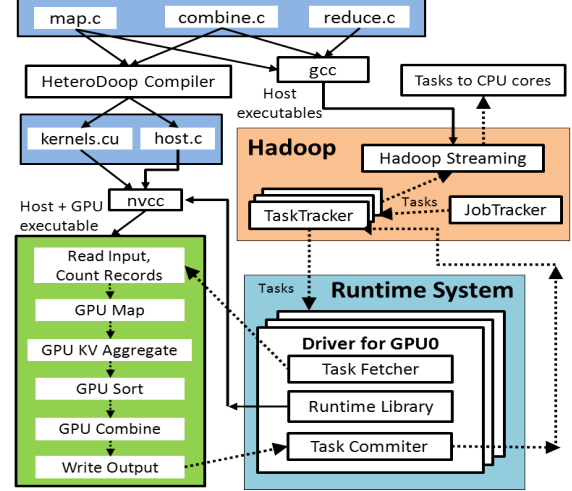 map.c
combine.c
reduce.c
HeteroDoop Compiler
gcc
Tasks to CPU cores
Host
executables
kernels.cu
host.c
Hadoop
Hadoop Streaming
nvcc
Host + GPU
executable
TaskTracker
Tasks
JobTracker
Read Input,
Count Records
GPU Map
GPU KV Aggregate
GPU Sort
GPU Combine
Write Output
Tasks
Runtime System
Driver for GPU0
Task Fetcher
Runtime Library
Task Commiter